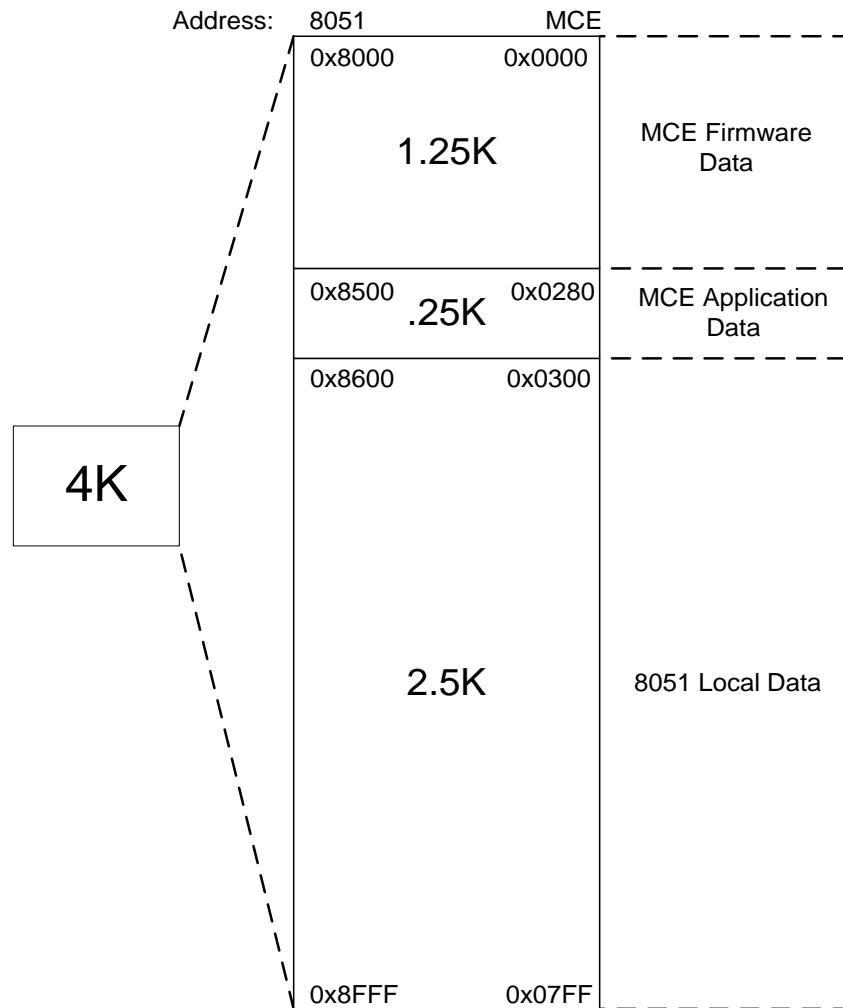 Address: 8051 MCE
0x8000 0x0000
1.25K
MCE Firmware
Data
0x8500 0x0280
.25K
MCE Application
Data
0x8600 0x0300
4K
2.5K
8051 Local Data
0x8FFF 0x07FF